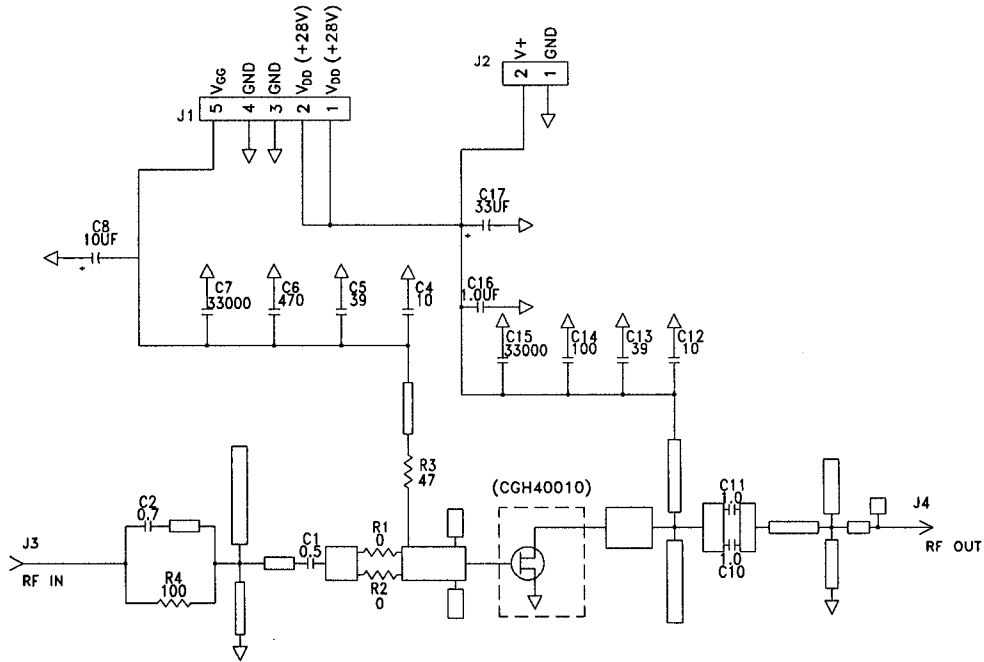 J1
5 VGG
4 GND
3 GND
2 VDD (+28V)
1 VDD (+28V)
J2
2 V+
1 GND
C8
10UF
+
C17
33UF
+
C16
1.0UF
C7
33000
C6
470
C5
39
C4
10
C15
33000
C14
100
C13
39
C12
10
R3
47
(CGH40010)
C2
0.7
R4
100
J3
RF IN
C1
0.5
R1
0
R2
0
C11
1.0
1.0
C10
J4
RF OUT